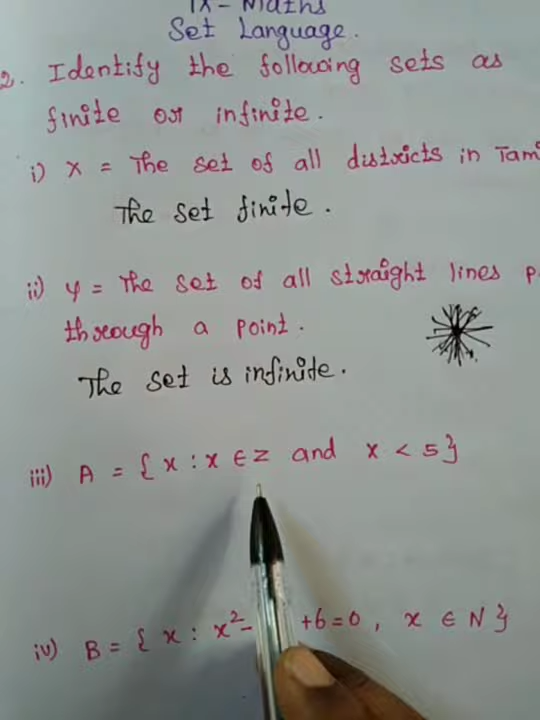 IX - Maths
Set Language.
2. Identify the following sets as
finite or infinite.
i) X = The set of all districts in Tam
The set finite.
ii) Y = The set of all straight lines p
through a point.
The set is infinite.
iii) A = { x : x ∈ Z and x < 5}
iv) B = { x : x² - +6=0, x ∈ N}